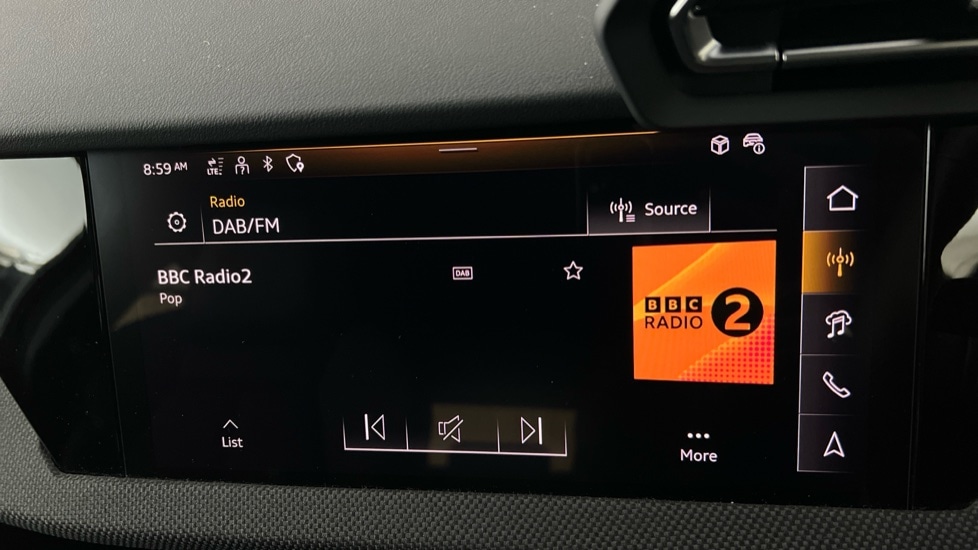 8:59 AM
LTE
Radio
DAB/FM
Source
BBC Radio2
DAB
Pop
BBC
RADIO 2
List
More